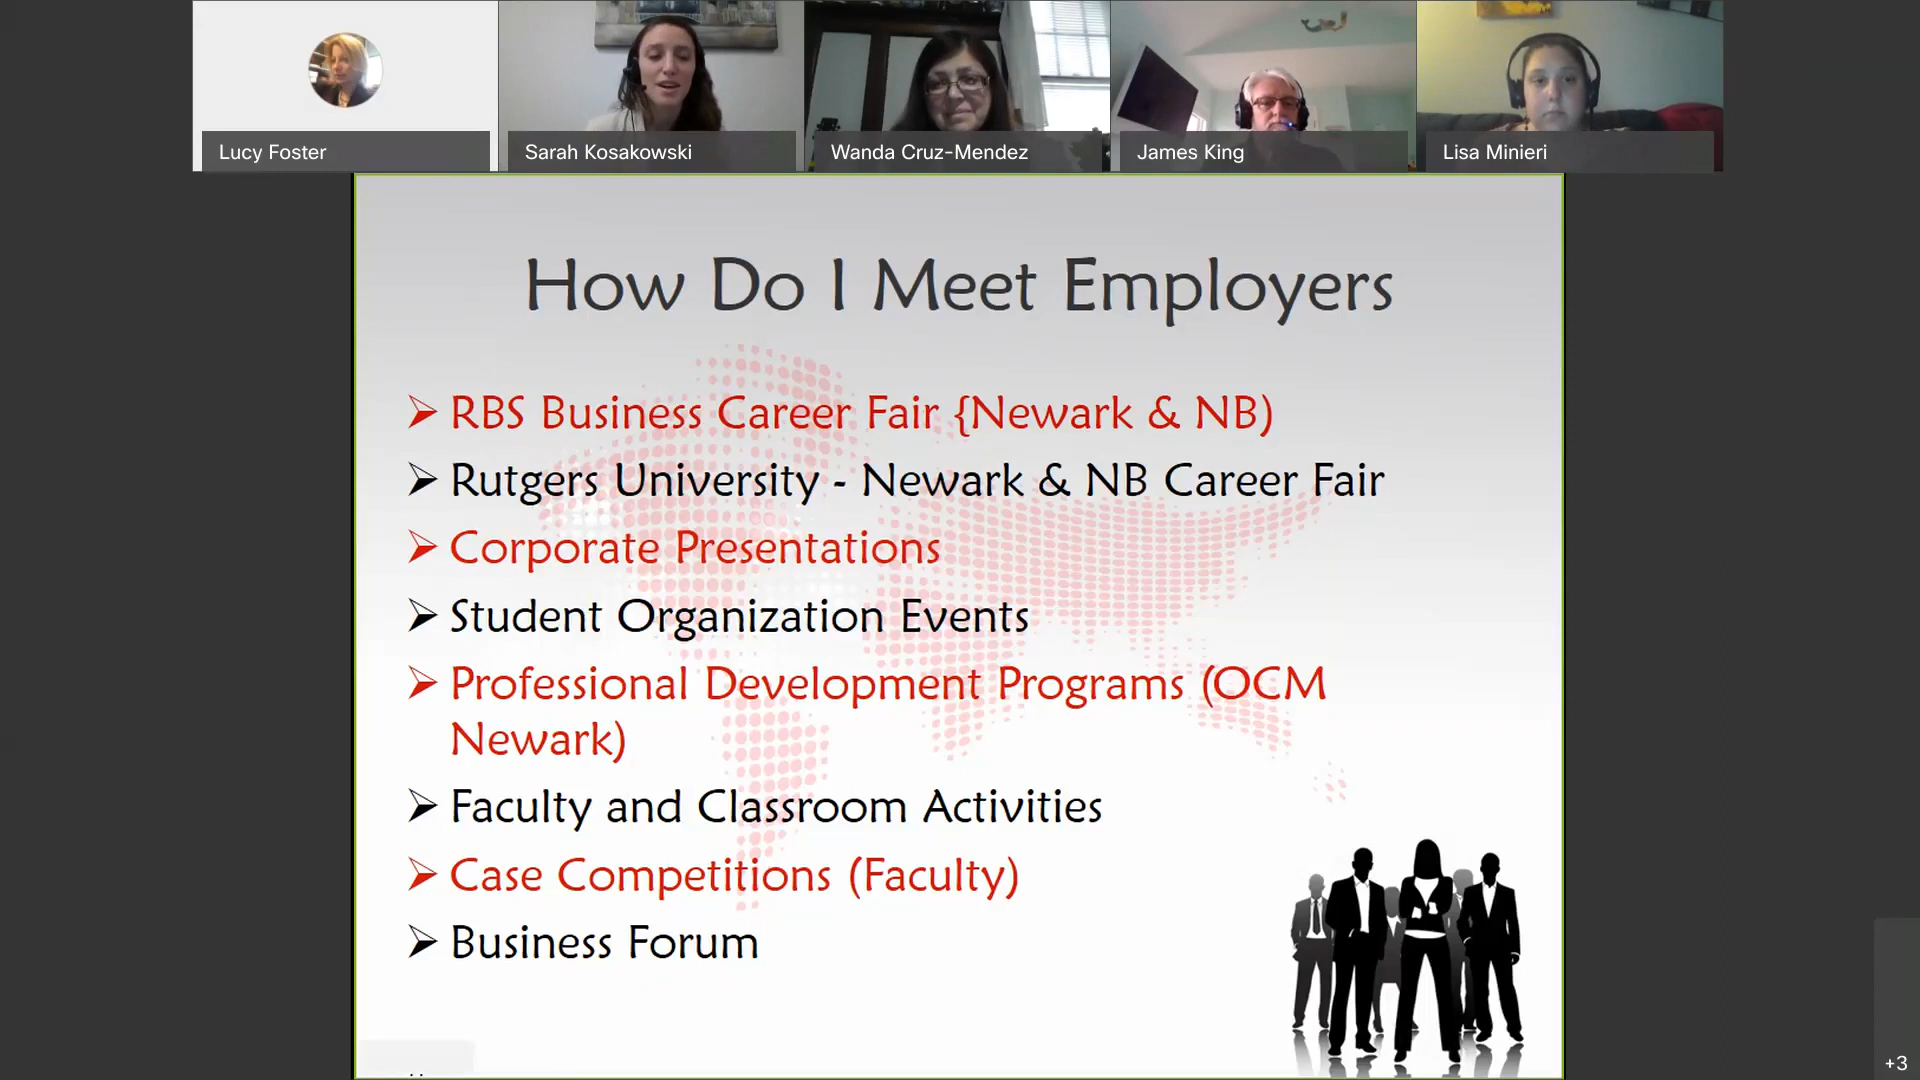 Lucy Foster
Sarah Kosakowski
Wanda Cruz-Mendez
James King
Lisa Minieri
How Do I Meet Employers
RBS Business Career Fair {Newark & NB)
Rutgers University - Newark & NB Career Fair
Corporate Presentations
Student Organization Events
Professional Development Programs (OCM
Newark)
Faculty and Classroom Activities
Case Competitions (Faculty)
Business Forum
+3